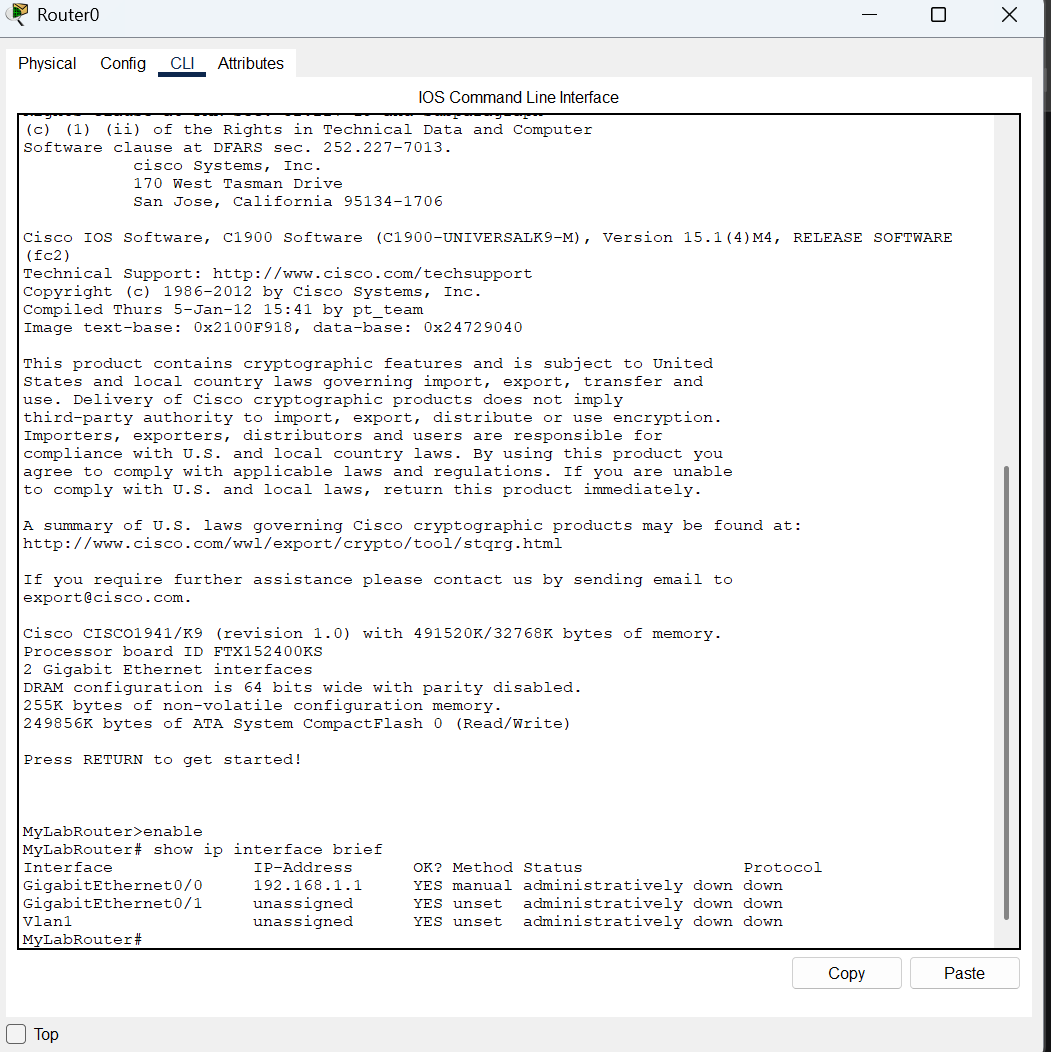 Router0
Physical Config CLI Attributes
IOS Command Line Interface
(c) (1) (ii) of the Rights in Technical Data and Computer
Software clause at DFARS sec. 252.227-7013.
cisco Systems, Inc.
170 West Tasman Drive
San Jose, California 95134-1706
Cisco IOS Software, C1900 Software (C1900-UNIVERSALK9-M), Version 15.1(4)M4, RELEASE SOFTWARE
(fc2)
Technical Support: http://www.cisco.com/techsupport
Copyright (c) 1986-2012 by Cisco Systems, Inc.
Compiled Thurs 5-Jan-12 15:41 by pt_team
Image text-base: 0x2100F918, data-base: 0x24729040
This product contains cryptographic features and is subject to United
States and local country laws governing import, export, transfer and
use. Delivery of Cisco cryptographic products does not imply
third-party authority to import, export, distribute or use encryption.
Importers, exporters, distributors and users are responsible for
compliance with U.S. and local country laws. By using this product you
agree to comply with applicable laws and regulations. If you are unable
to comply with U.S. and local laws, return this product immediately.
A summary of U.S. laws governing Cisco cryptographic products may be found at:
http://www.cisco.com/wwl/export/crypto/tool/stqrg.html
If you require further assistance please contact us by sending email to
export@cisco.com.
Cisco CISCO1941/K9 (revision 1.0) with 491520K/32768K bytes of memory.
Processor board ID FTX152400KS
2 Gigabit Ethernet interfaces
DRAM configuration is 64 bits wide with parity disabled.
255K bytes of non-volatile configuration memory.
249856K bytes of ATA System CompactFlash 0 (Read/Write)
Press RETURN to get started!
MyLabRouter>enable
MyLabRouter# show ip interface brief
Interface IP-Address OK? Method Status Protocol
GigabitEthernet0/0 192.168.1.1 YES manual administratively down down
GigabitEthernet0/1 unassigned YES unset administratively down down
Vlan1 unassigned YES unset administratively down down
MyLabRouter#
Copy Paste
Top